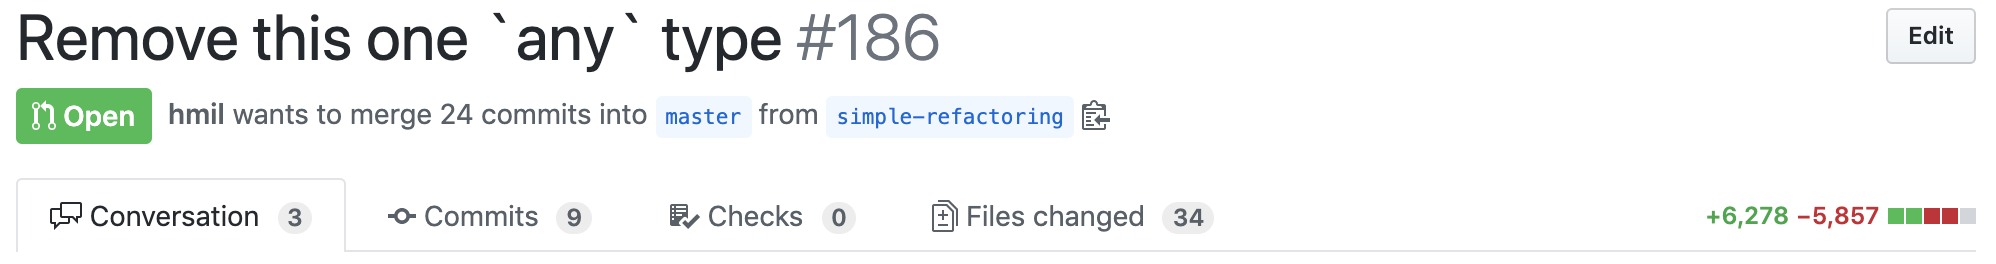 Remove this one `any` type #186
Edit
Open hmil wants to merge 24 commits into master from simple-refactoring
Conversation 3 Commits 9 Checks 0 Files changed 34 +6,278 −5,857